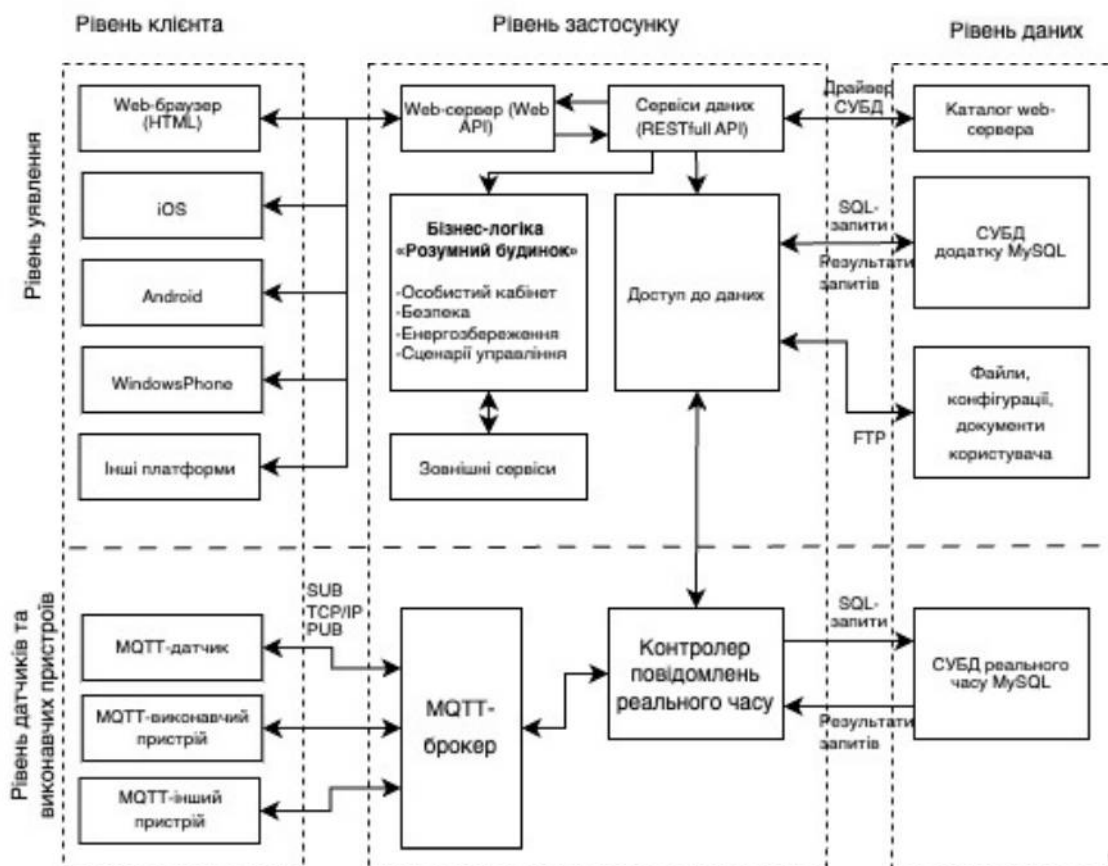 Рівень клієнта
Рівень застосунку
Рівень даних
Рівень уявлення
Web-браузер
(HTML)
iOS
Android
WindowsPhone
Інші платформи
Web-сервер (Web
API)
Сервіси даних
(RESTfull API)
Бізнес-логіка
«Розумний будинок»
-Особистий кабінет
-Безпека
-Енергозбереження
-Сценарії управління
Зовнішні сервіси
Доступ до даних
Драйвер
СУБД
SQL-
запити
Результати
запитів
FTP
Каталог web-
сервера
СУБД
додатку MySQL
Файли,
конфігурації,
документи
користувача
Рівень датчиків та
виконавчих пристроїв
MQTT-датчик
MQTT-виконавчий
пристрій
MQTT-інший
пристрій
SUB
TCP/IP
PUB
MQTT-
брокер
Контролер
повідомлень
реального часу
SQL-
запити
Результати
запитів
СУБД реального
часу MySQL